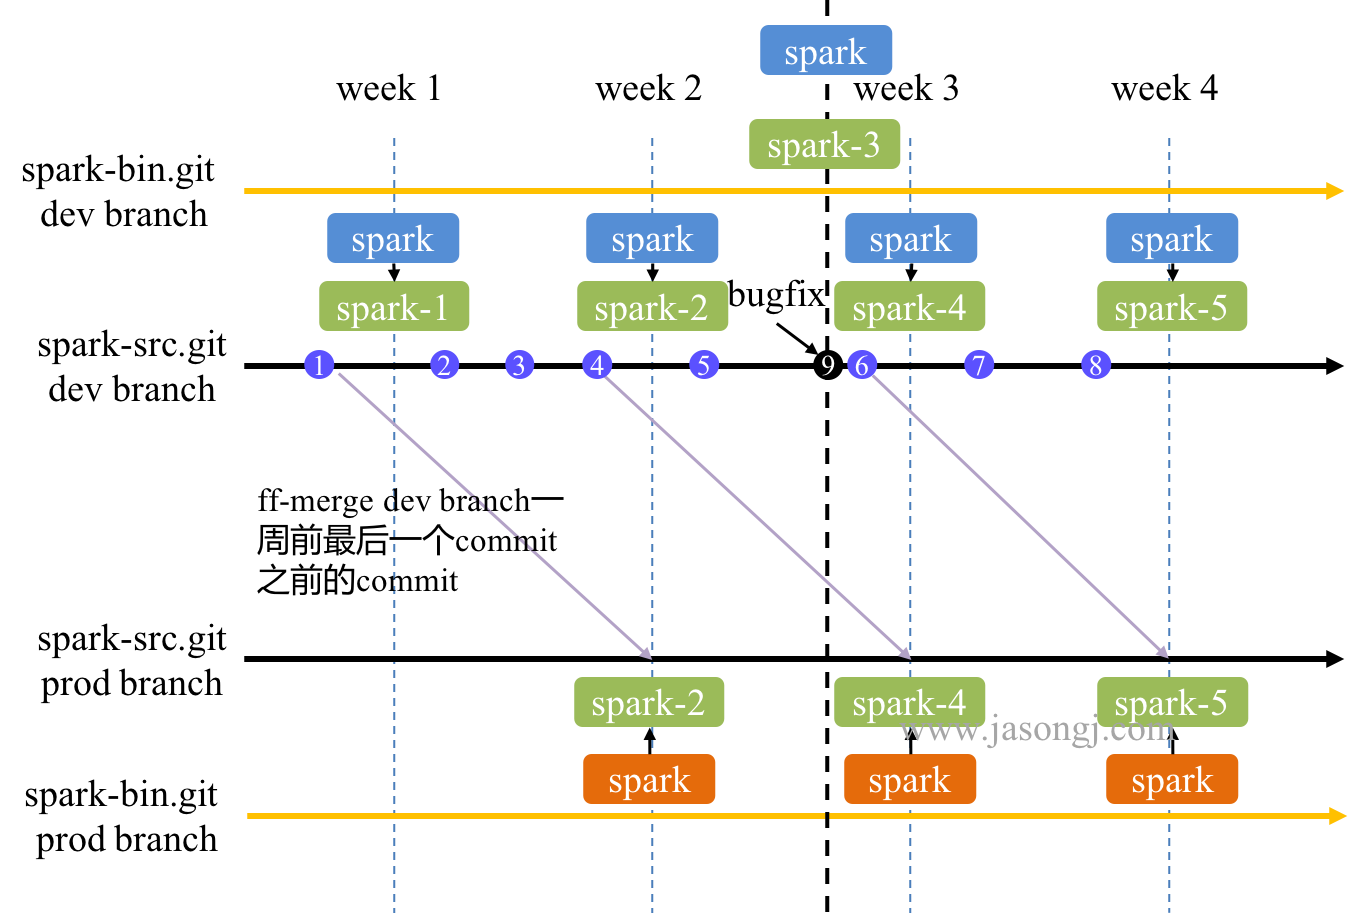 spark
week 1
week 2
week 3
week 4
spark-3
spark-bin.git
dev branch
spark
spark
spark
spark
bugfix
spark-1
spark-2
spark-4
spark-5
spark-src.git
dev branch
1
2
3
4
5
9
6
7
8
ff-merge dev branch一
周前最后一个commit
之前的commit
spark-src.git
prod branch
spark-2
spark-4
spark-5
www.jasongj.com
spark
spark
spark
spark-bin.git
prod branch